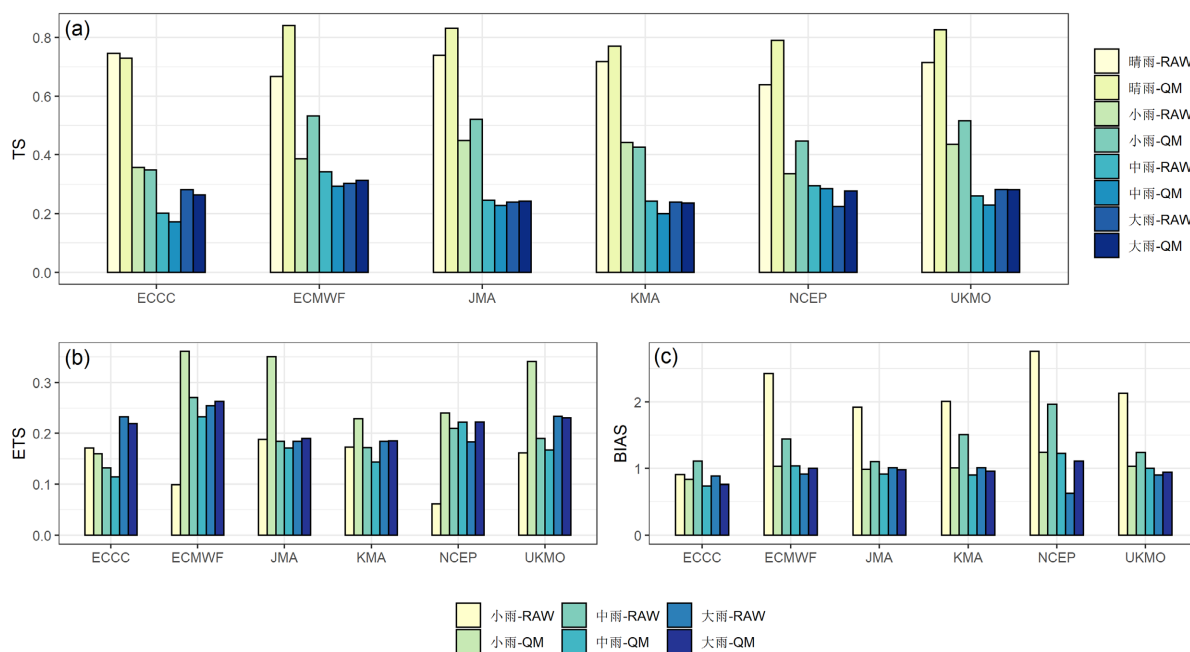 (a)
TS
0.8
0.6
0.4
0.2
0.0
ECCC ECMWF JMA KMA NCEP UKMO
晴雨-RAW
晴雨-QM
小雨-RAW
小雨-QM
中雨-RAW
中雨-QM
大雨-RAW
大雨-QM
(b)
ETS
0.3
0.2
0.1
0.0
ECCC ECMWF JMA KMA NCEP UKMO
(c)
BIAS
2
1
0
ECCC ECMWF JMA KMA NCEP UKMO
小雨-RAW 中雨-RAW 大雨-RAW
小雨-QM 中雨-QM 大雨-QM